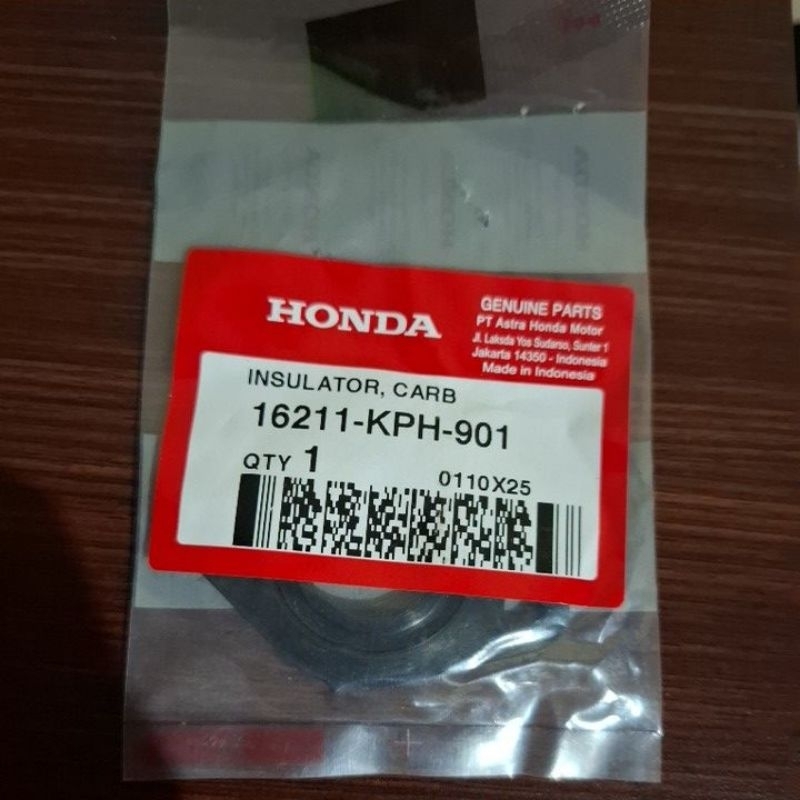 HONDA
GENUINE PARTS
PT Astra Honda Motor
Jl. Laksda Yos Sudarso, Sunter 1
Jakarta 14350 - Indonesia
Made in Indonesia
INSULATOR, CARB
16211-KPH-901
QTY 1
0110X25